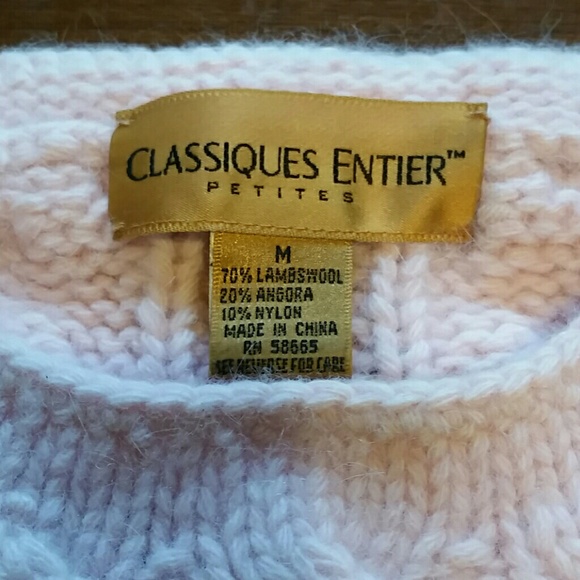 CLASSIQUES ENTIER™
PETITES
M
70% LAMBSWOOL
20% ANGORA
10% NYLON
MADE IN CHINA
RN 58665
SEE REVERSE FOR CARE